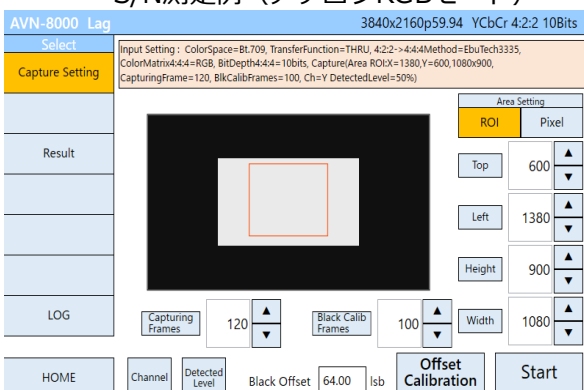 S/N測定例（アナログRGBモード）
AVN-8000 Lag
3840x2160p59.94 YCbCr 4:2:2 10Bits
Select
Capture Setting
Input Setting : ColorSpace=Bt.709, TransferFunction=THRU, 4:2:2->4:4:4Method=EbuTech3335,
ColorMatrix4:4:4=RGB, BitDepth4:4:4=10bits, Capture(Area ROI:X=1380,Y=600,1080x900,
CapturingFrame=120, BlkCalibFrames=100, Ch=Y DetectedLevel=50%)
Area Setting
ROI
Pixel
Result
Top
600
▲
▼
Left
1380
▲
▼
Height
900
▲
▼
LOG
Capturing
Frames
120
▲
▼
Black Calib
Frames
100
▲
▼
Width
1080
▲
▼
HOME
Channel
Detected
Level
Black Offset
64.00
lsb
Offset
Calibration
Start